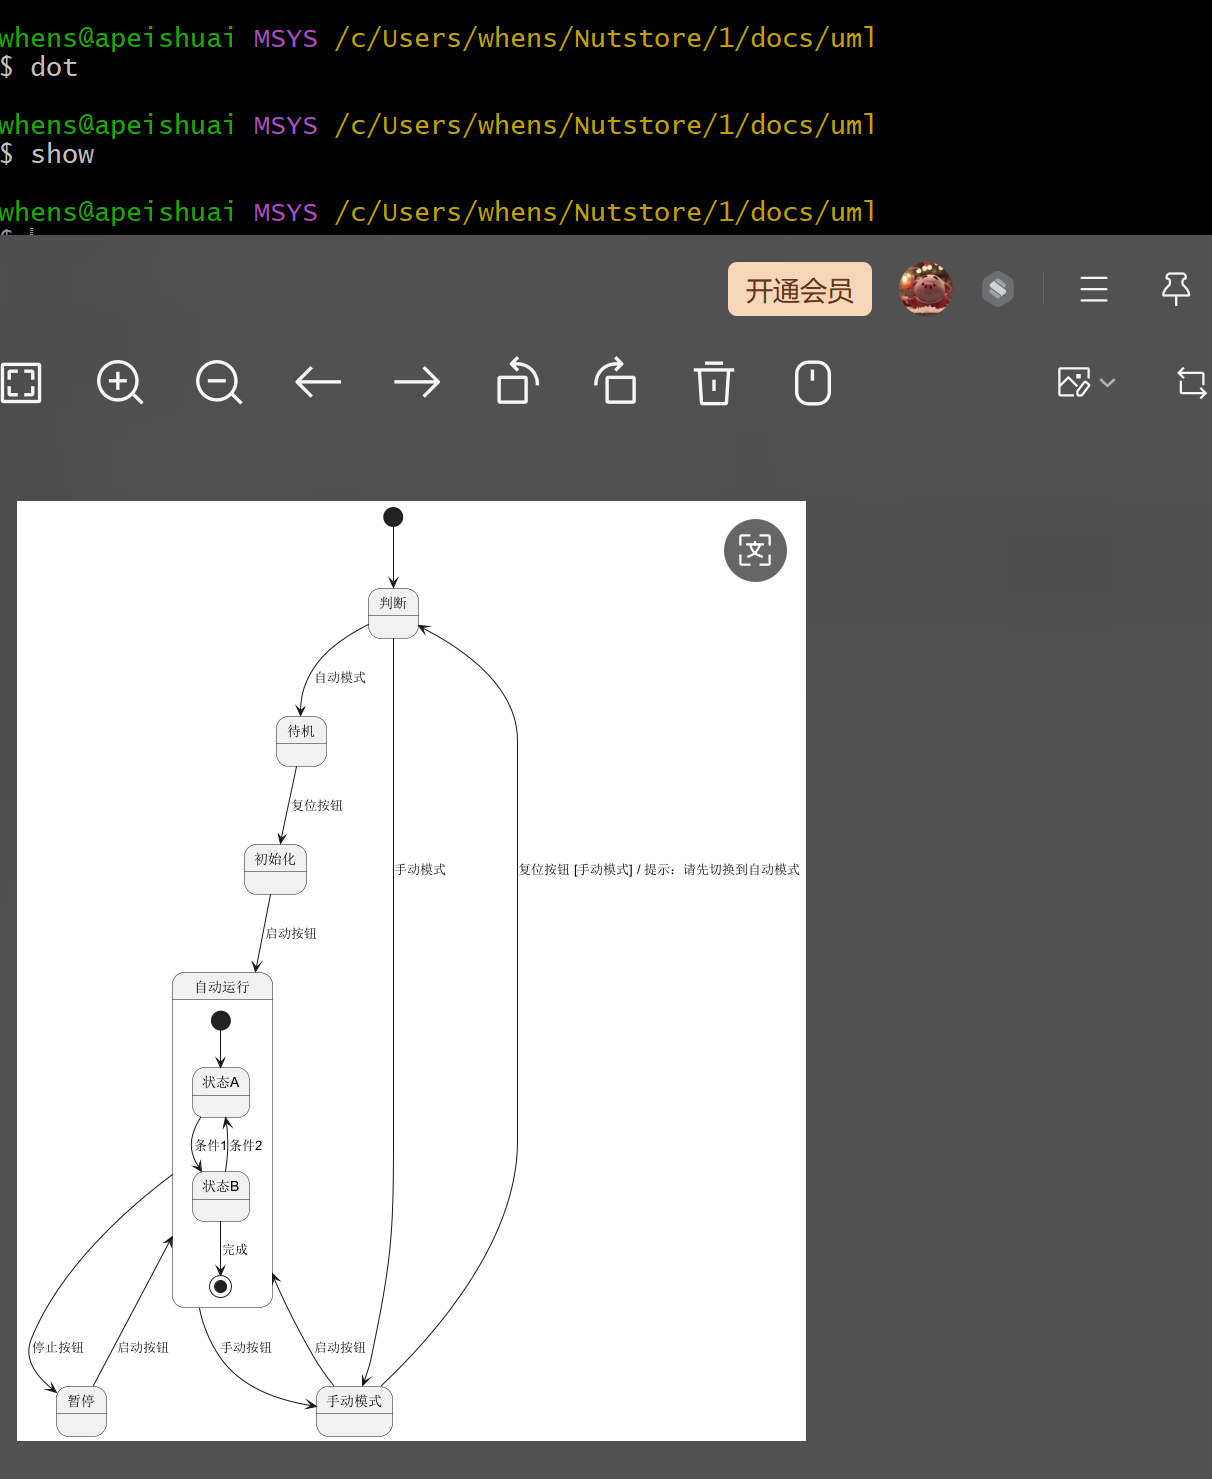 whens@apeishuai MSYS /c/Users/whens/Nutstore/1/docs/uml
$ dot
whens@apeishuai MSYS /c/Users/whens/Nutstore/1/docs/uml
$ show
whens@apeishuai MSYS /c/Users/whens/Nutstore/1/docs/uml
$
开通会员
文
判断
自动模式
待机
复位按钮
初始化
手动模式
复位按钮 [手动模式] / 提示：请先切换到自动模式
启动按钮
自动运行
状态A
条件1
条件2
状态B
完成
停止按钮
启动按钮
手动按钮
启动按钮
暂停
手动模式